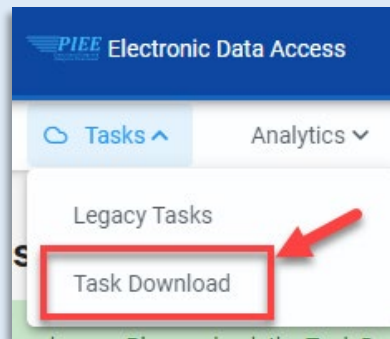 PIEE Electronic Data Access
Tasks Analytics
Legacy Tasks
S
Task Download